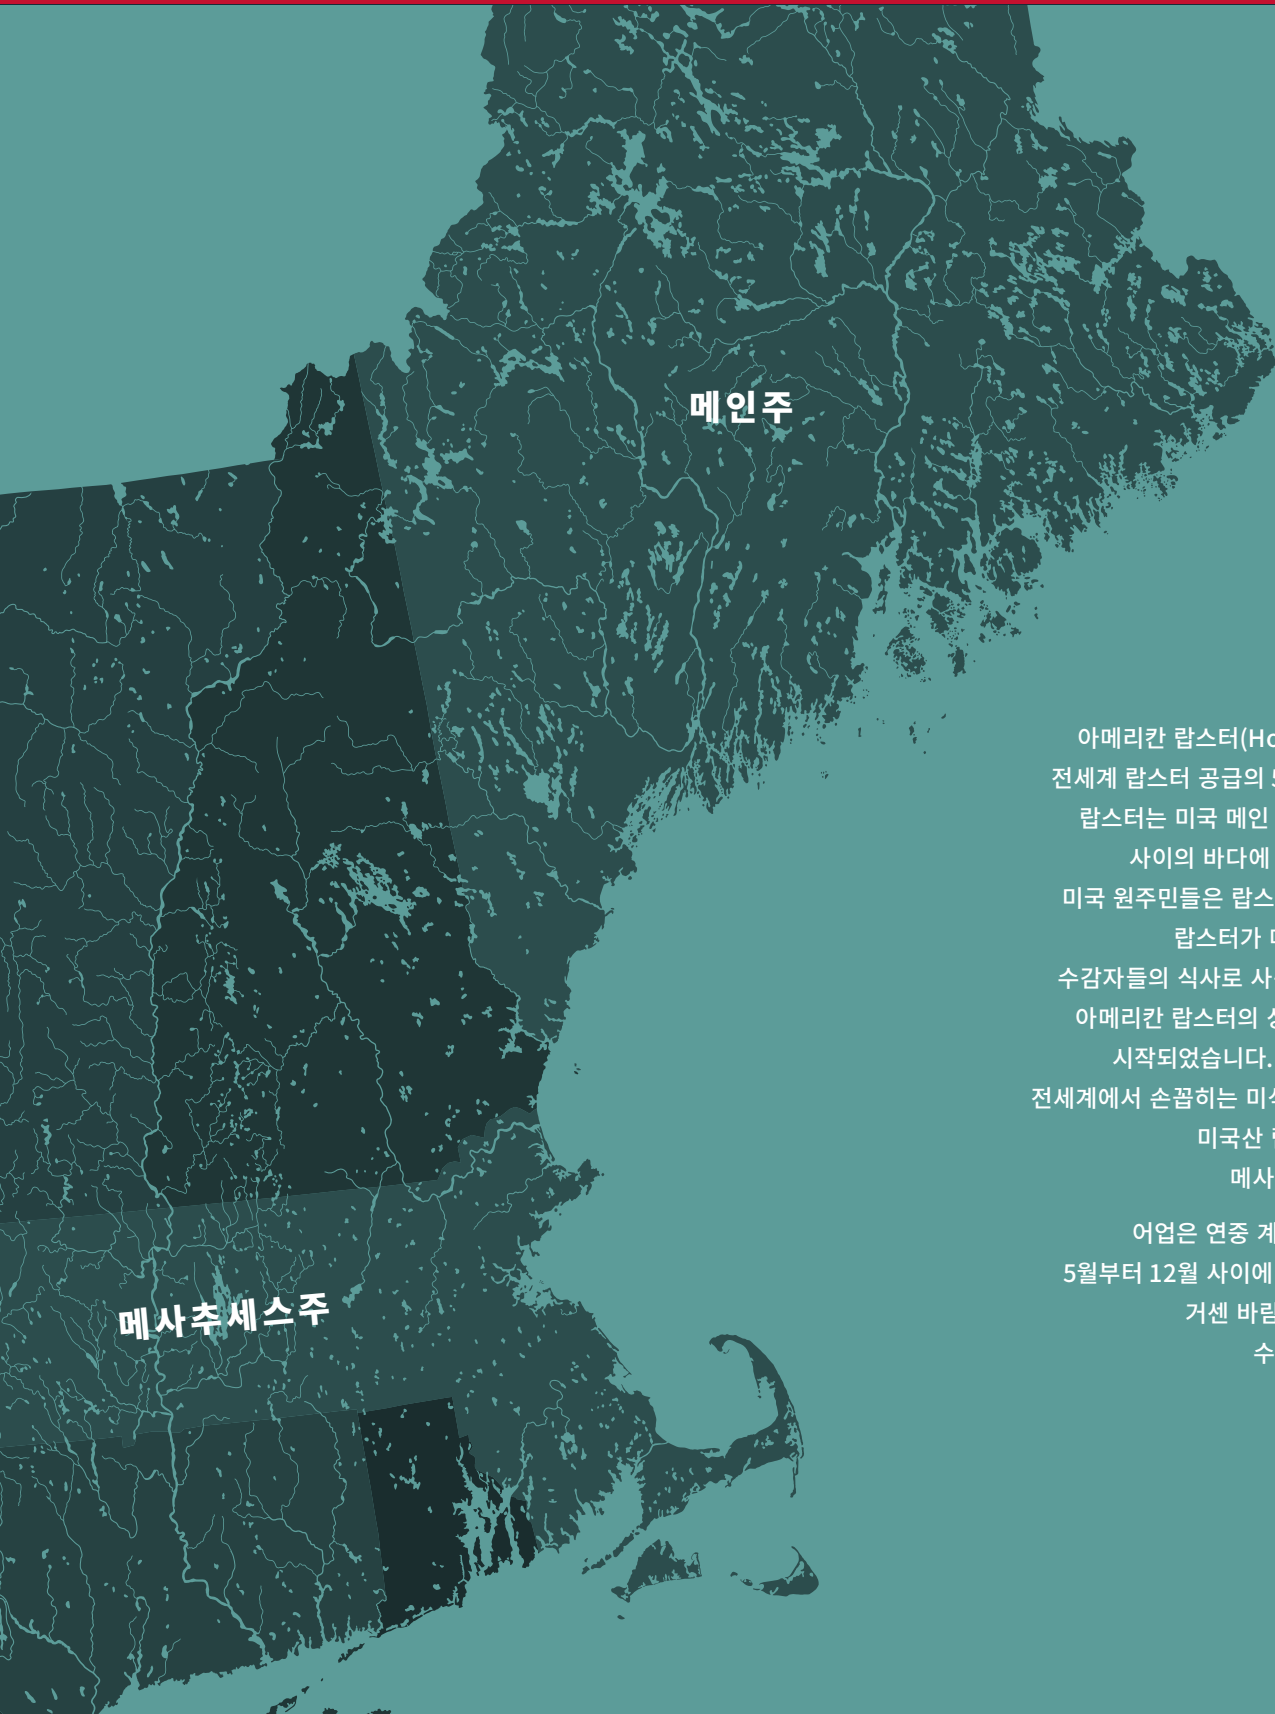 메인주
아메리칸 랍스터(Ho
전세계 랍스터 공급의
랍스터는 미국 메인
사이의 바다에
미국 원주민들은 랍스
랍스터가
수감자들의 식사로 사
아메리칸 랍스터의
시작되었습니다.
전세계에서 손꼽히는 미
미국산
메사
어업은 연중 계
5월부터 12월 사이에
거센 바람
수
메사추세스주